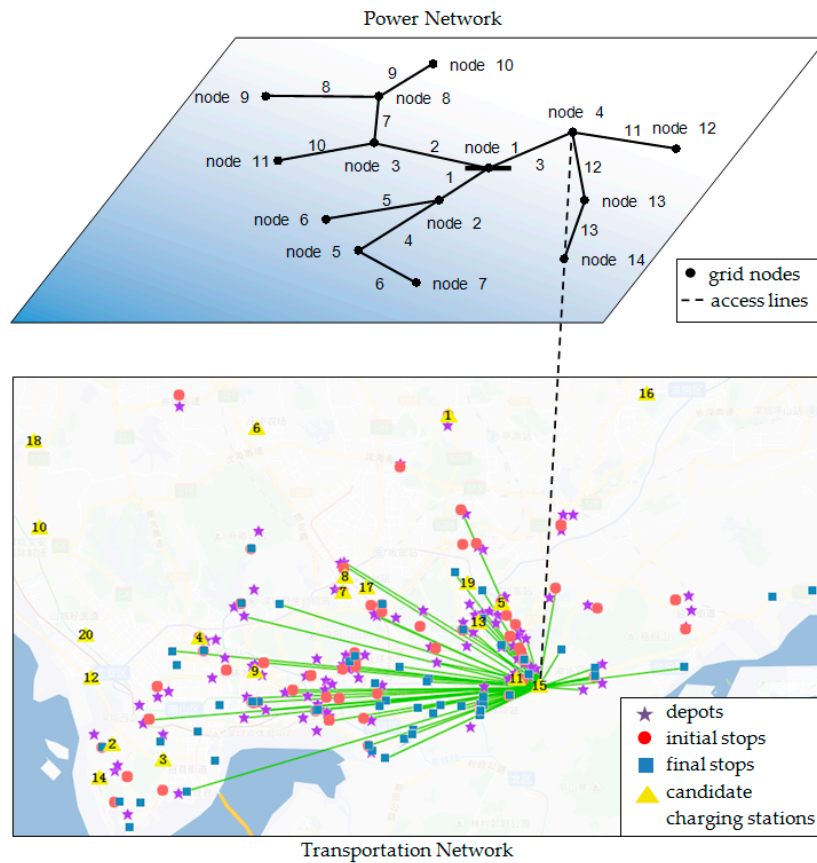 Power Network
9
node 10
8
node 9
node 8
7
node 4
11
node 12
10
2
node 1
node 11
node 3
3
12
1
5
node 13
node 6
node 2
4
13
node 5
node 14
6
node 7
grid nodes
access lines
16
1
6
18
10
8
7
17
19
5
13
20
4
9
12
11
15
2
3
14
depots
initial stops
final stops
candidate
charging stations
Transportation Network